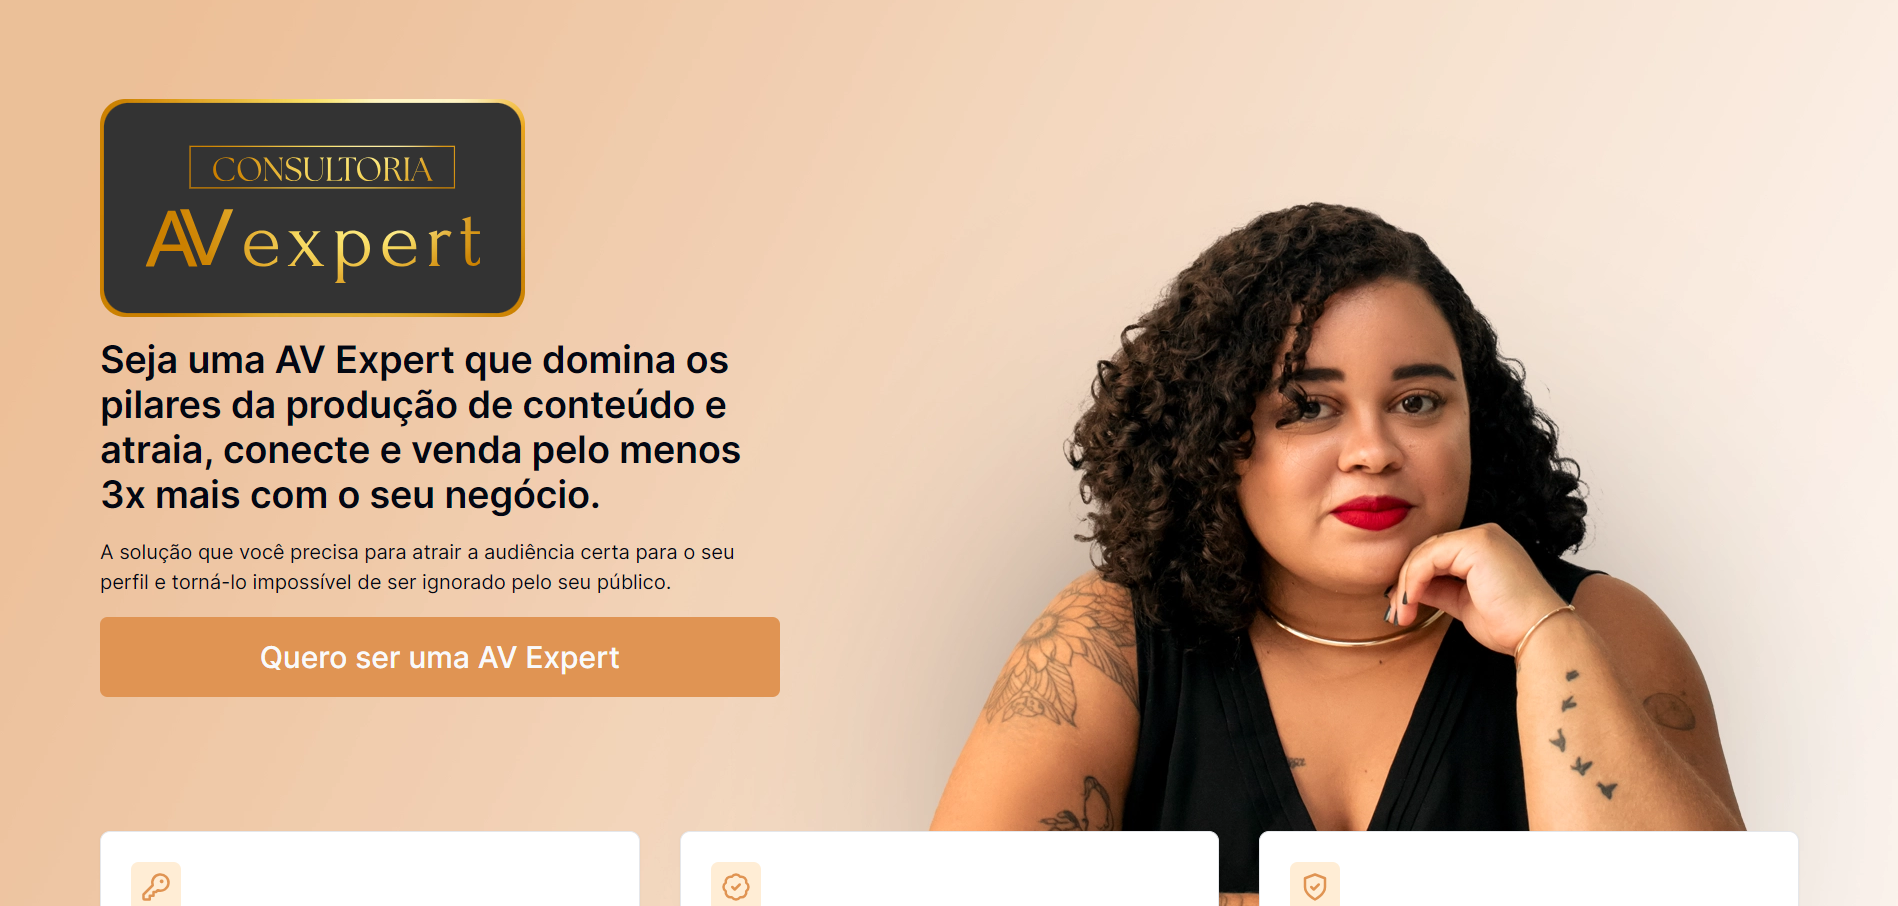 CONSULTORIA
AV expert
Seja uma AV Expert que domina os
pilares da produção de conteúdo e
atraia, conecte e venda pelo menos
3x mais com o seu negócio.
A solução que você precisa para atrair a audiência certa para o seu
perfil e torná-lo impossível de ser ignorado pelo seu público.
Quero ser uma AV Expert